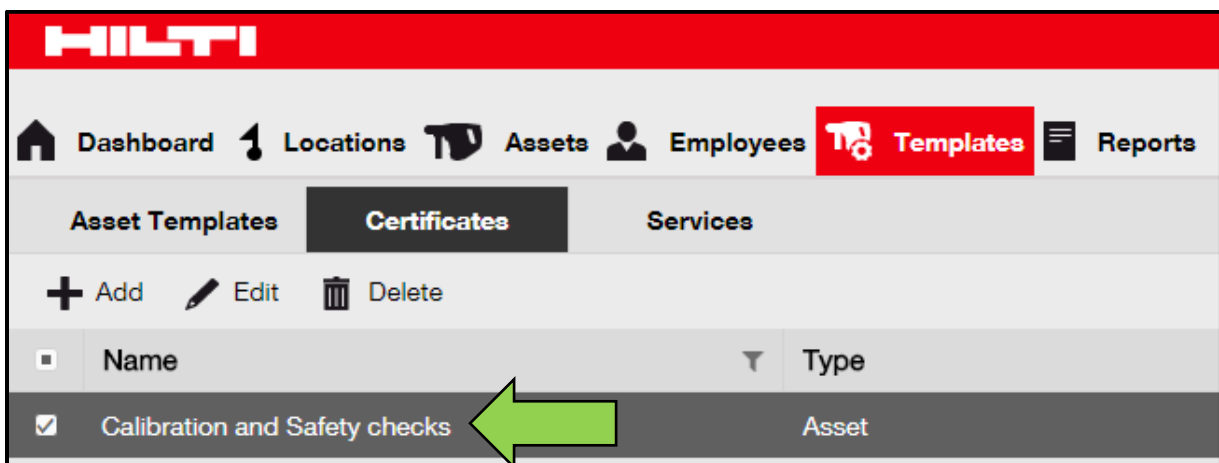 HILTI
Dashboard Locations Assets Employees Templates Reports
Asset Templates Certificates Services
Add Edit Delete
Name Type
Calibration and Safety checks Asset